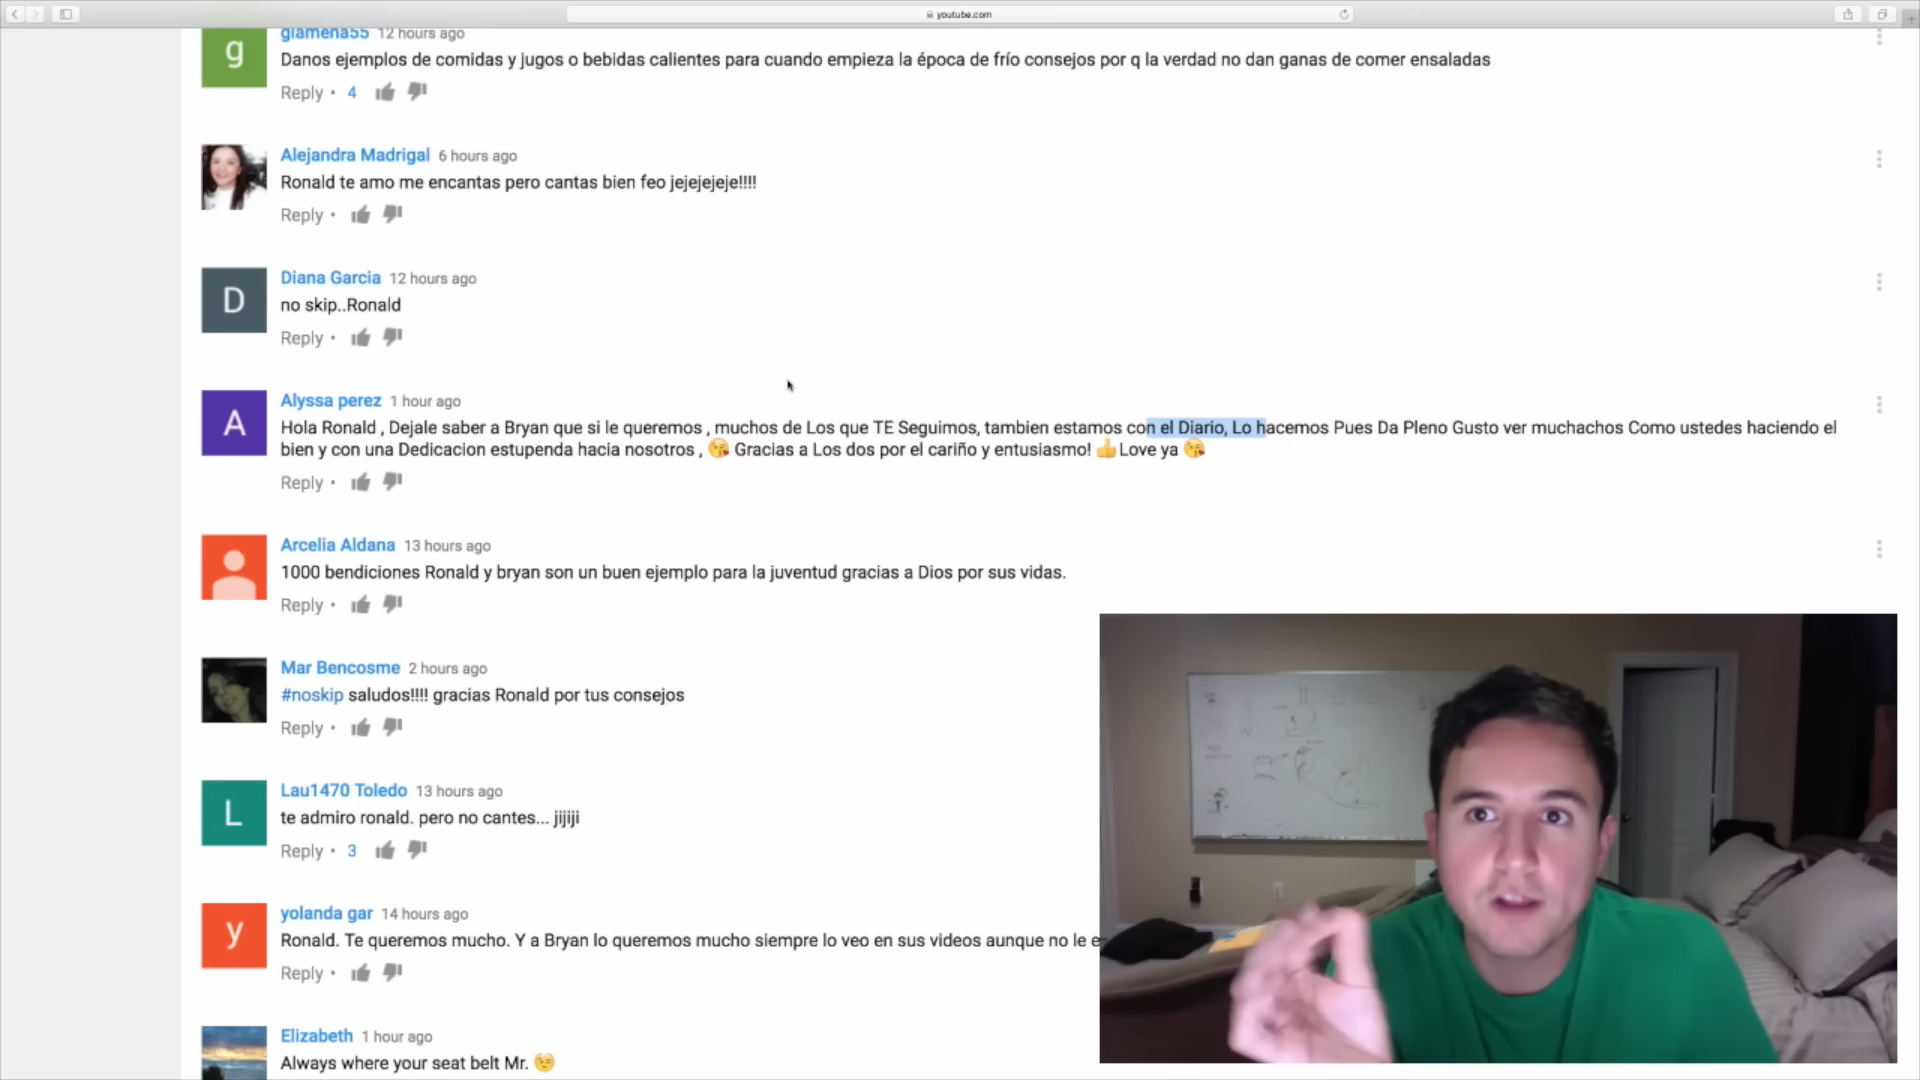 youtube.com
g
glamena55 12 hours ago
Danos ejemplos de comidas y jugos o bebidas calientes para cuando empieza la época de frío consejos por q la verdad no dan ganas de comer ensaladas
Reply • 4
Alejandra Madrigal 6 hours ago
Ronald te amo me encantas pero cantas bien feo jejejejeje!!!!
Reply •
D
Diana Garcia 12 hours ago
no skip..Ronald
Reply •
A
Alyssa perez 1 hour ago
Hola Ronald , Dejale saber a Bryan que si le queremos , muchos de Los que TE Seguimos, tambien estamos con el Diario, Lo hacemos Pues Da Pleno Gusto ver muchachos Como ustedes haciendo el
bien y con una Dedicacion estupenda hacia nosotros , 😘 Gracias a Los dos por el cariño y entusiasmo! 👍Love ya 😘
Reply •
Arcelia Aldana 13 hours ago
1000 bendiciones Ronald y bryan son un buen ejemplo para la juventud gracias a Dios por sus vidas.
Reply •
Mar Bencosme 2 hours ago
#noskip saludos!!!! gracias Ronald por tus consejos
Reply •
L
Lau1470 Toledo 13 hours ago
te admiro ronald. pero no cantes... jijiji
Reply • 3
y
yolanda gar 14 hours ago
Ronald. Te queremos mucho. Y a Bryan lo queremos mucho siempre lo veo en sus videos aunque no le
Reply •
Elizabeth 1 hour ago
Always where your seat belt Mr. 😉